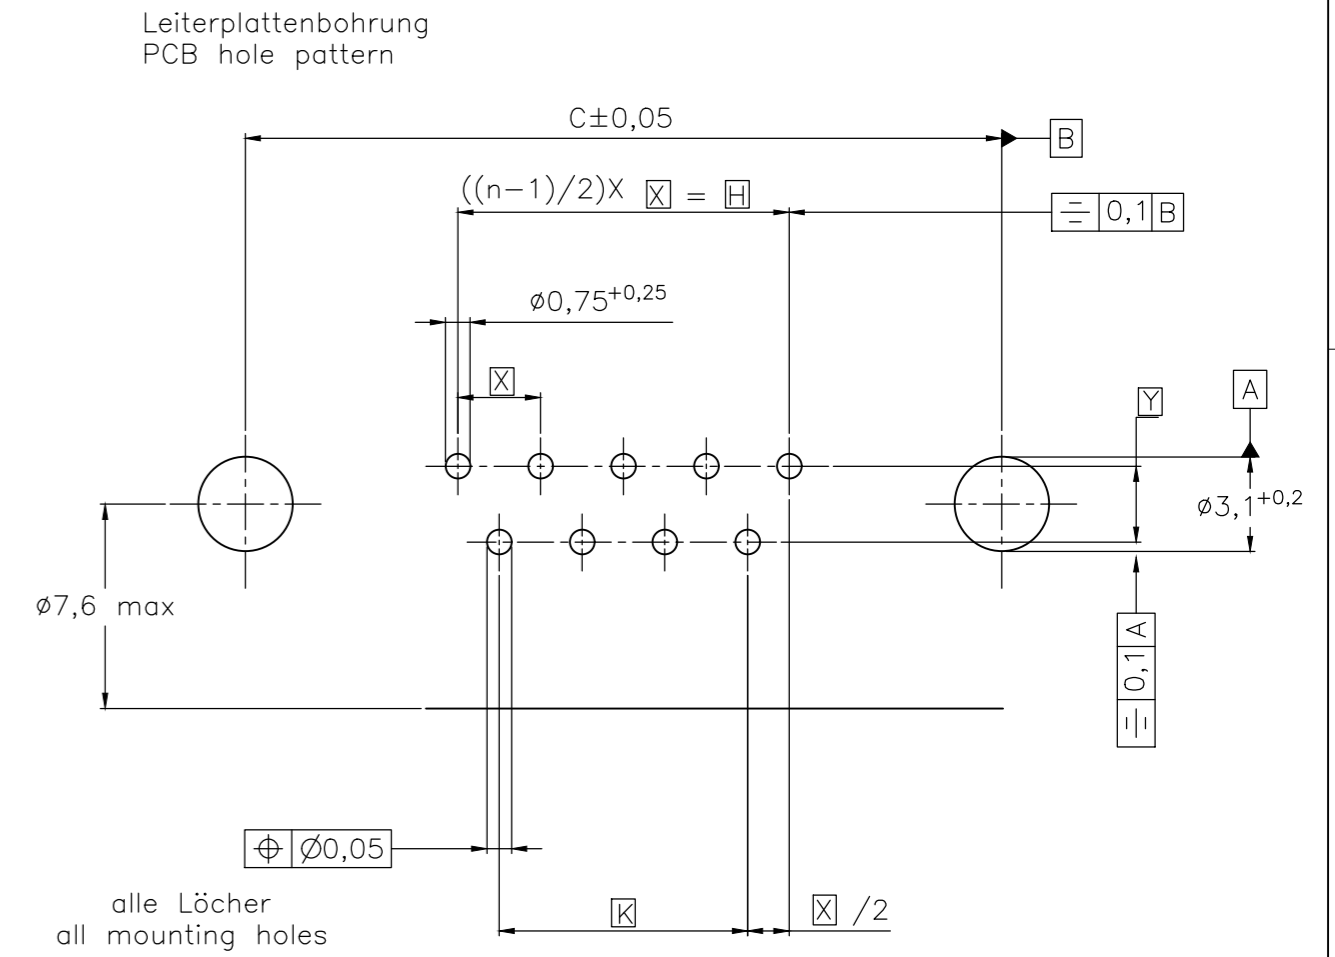 Leiterplattenbohrung
PCB hole pattern
C±0,05
B
((n-1)/2)X X = H
0,1 B
ø0,75+0,25
X
Y
A
ø3,1+0,2
ø7,6 max
0,1 A
⌖ Ø0,05
alle Löcher
all mounting holes
K
X /2